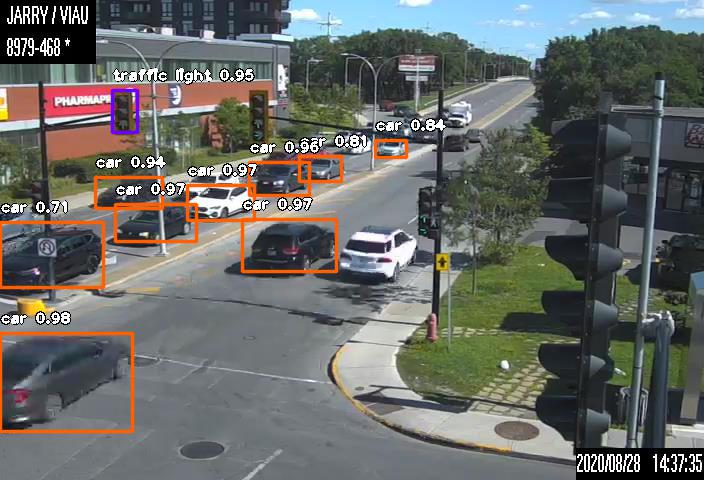 JARRY / VIAU
8979-468 *
traffic light 0.95
PHARMAPR
car 0.84
car 0.81
car 0.96
car 0.94
car 0.97
car 0.97
car 0.71
car 0.97
car 0.98
2020/08/28 14:37:35